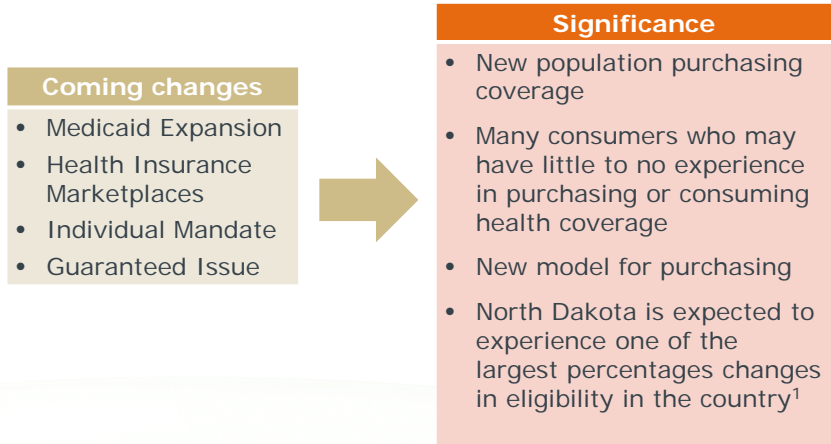 Coming changes
• Medicaid Expansion
• Health Insurance
Marketplaces
• Individual Mandate
• Guaranteed Issue
Significance
• New population purchasing
coverage
• Many consumers who may
have little to no experience
in purchasing or consuming
health coverage
• New model for purchasing
• North Dakota is expected to
experience one of the
largest percentages changes
in eligibility in the country¹